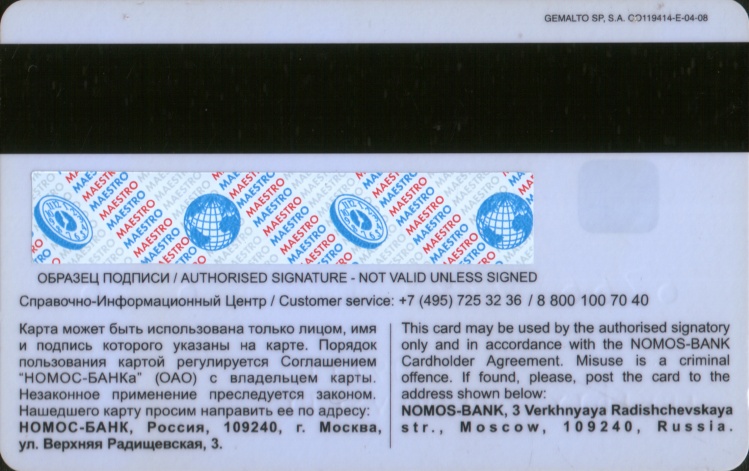 GEMALTO SP, S.A. CO119414-E-04-08
MAESTRO
ОБРАЗЕЦ ПОДПИСИ / AUTHORISED SIGNATURE - NOT VALID UNLESS SIGNED
Справочно-Информационный Центр / Customer service: +7 (495) 725 32 36 / 8 800 100 70 40
Карта может быть использована только лицом, имя
и подпись которого указаны на карте. Порядок
пользования картой регулируется Соглашением
“НОМОС-БАНКа” (ОАО) с владельцем карты.
Незаконное применение преследуется законом.
Нашедшего карту просим направить её по адресу:
НОМОС-БАНК, Россия, 109240, г. Москва,
ул. Верхняя Радищевская, 3.
This card may be used by the authorised signatory
only and in accordance with the NOMOS-BANK
Cardholder Agreement. Misuse is a criminal
offence. If found, please, post the card to the
address shown below:
NOMOS-BANK, 3 Verkhnyaya Radishchevskaya
str., Moscow, 109240, Russia.